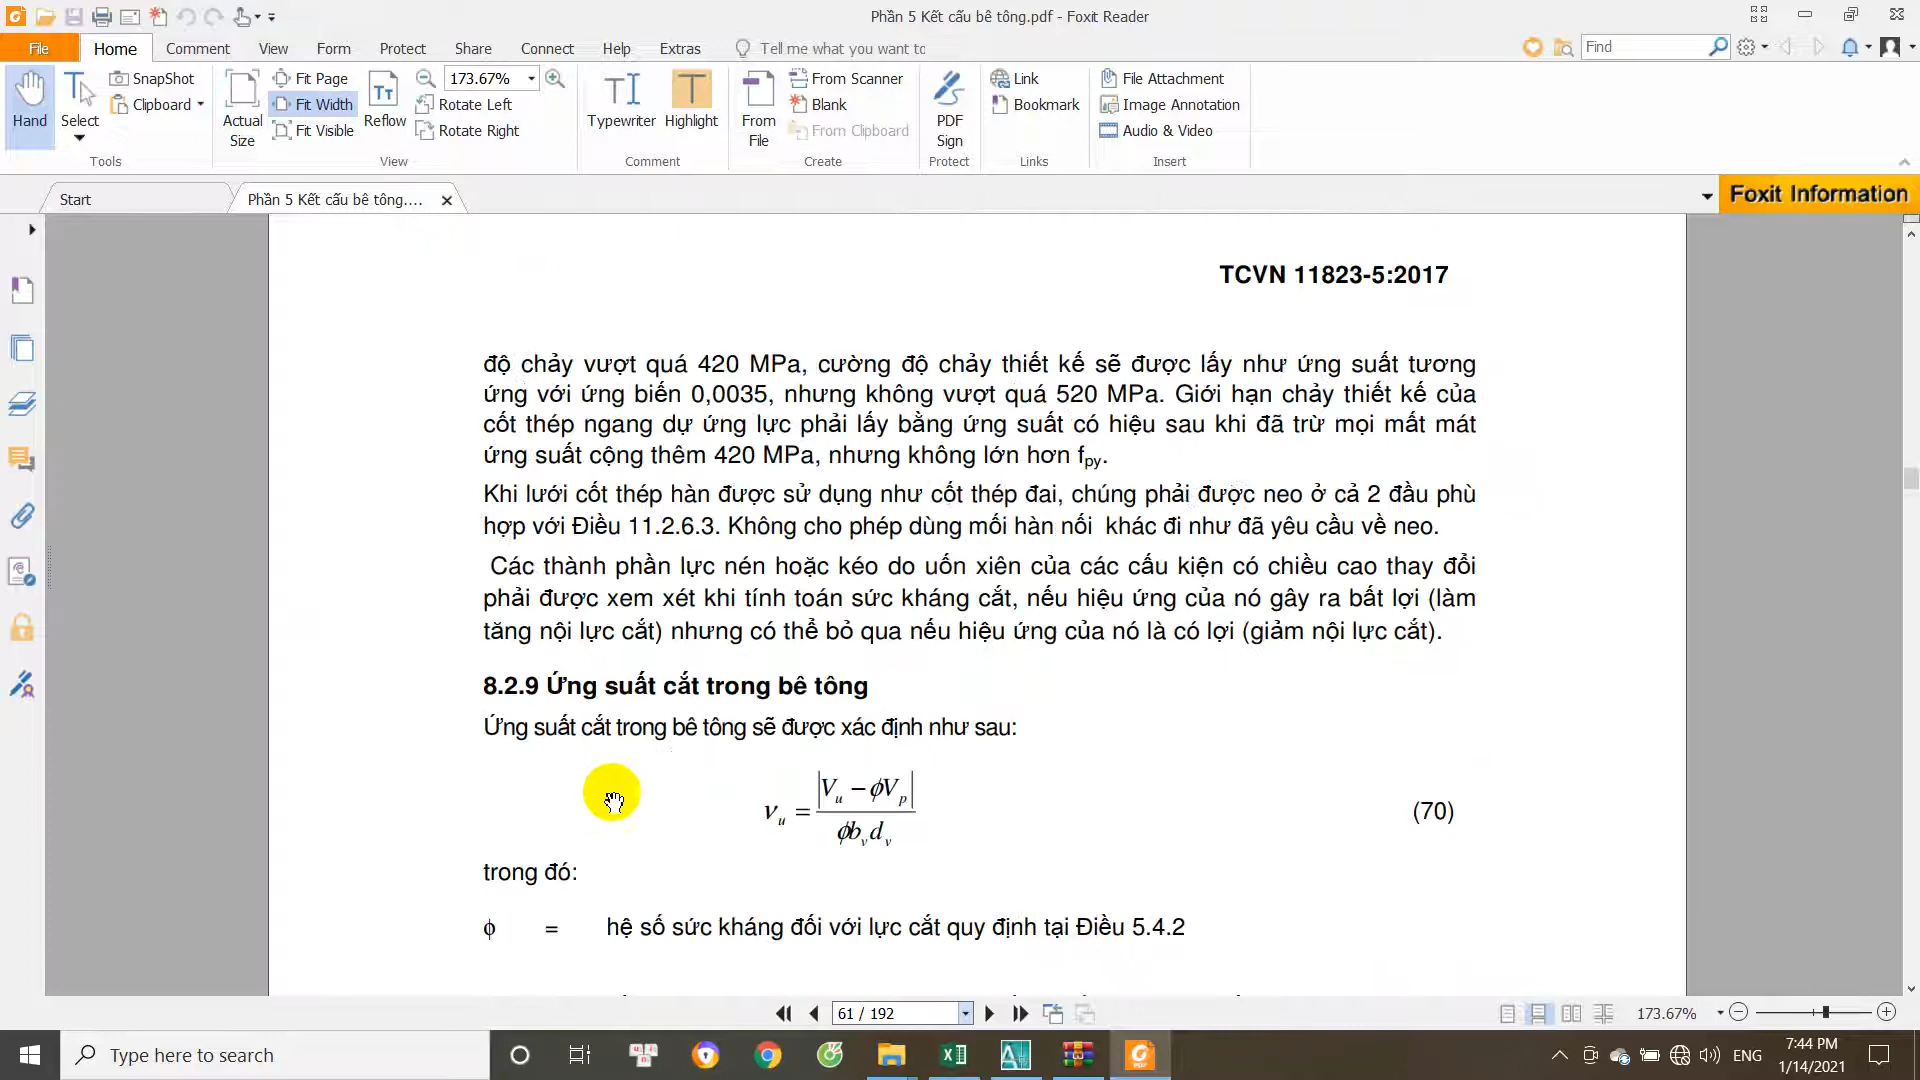 Phần 5 Kết cấu bê tông.pdf - Foxit Reader
File Home Comment View Form Protect Share Connect Help Extras Tell me what you want to Find
Hand Select SnapShot Clipboard Tools
Actual Size Fit Page Fit Width Fit Visible Reflow 173.67% Rotate Left Rotate Right View
Typewriter Highlight Comment
From File From Scanner Blank From Clipboard Create
PDF Sign Protect
Link Bookmark Links
File Attachment Image Annotation Audio & Video Insert
Start Phần 5 Kết cấu bê tông.... Foxit Information
TCVN 11823-5:2017
độ chảy vượt quá 420 MPa, cường độ chảy thiết kế sẽ được lấy như ứng suất tương
ứng với ứng biến 0,0035, nhưng không vượt quá 520 MPa. Giới hạn chảy thiết kế của
cốt thép ngang dự ứng lực phải lấy bằng ứng suất có hiệu sau khi đã trừ mọi mất mát
ứng suất cộng thêm 420 MPa, nhưng không lớn hơn fpy.
Khi lưới cốt thép hàn được sử dụng như cốt thép đai, chúng phải được neo ở cả 2 đầu phù
hợp với Điều 11.2.6.3. Không cho phép dùng mối hàn nối khác đi như đã yêu cầu về neo.
Các thành phần lực nén hoặc kéo do uốn xiên của các cấu kiện có chiều cao thay đổi
phải được xem xét khi tính toán sức kháng cắt, nếu hiệu ứng của nó gây ra bất lợi (làm
tăng nội lực cắt) nhưng có thể bỏ qua nếu hiệu ứng của nó là có lợi (giảm nội lực cắt).
8.2.9 Ứng suất cắt trong bê tông
Ứng suất cắt trong bê tông sẽ được xác định như sau:
νu = |Vu − ϕVp| / ϕbvdv (70)
trong đó:
ϕ = hệ số sức kháng đối với lực cắt quy định tại Điều 5.4.2
61 / 192 173.67%
Type here to search ENG 7:44 PM
1/14/2021